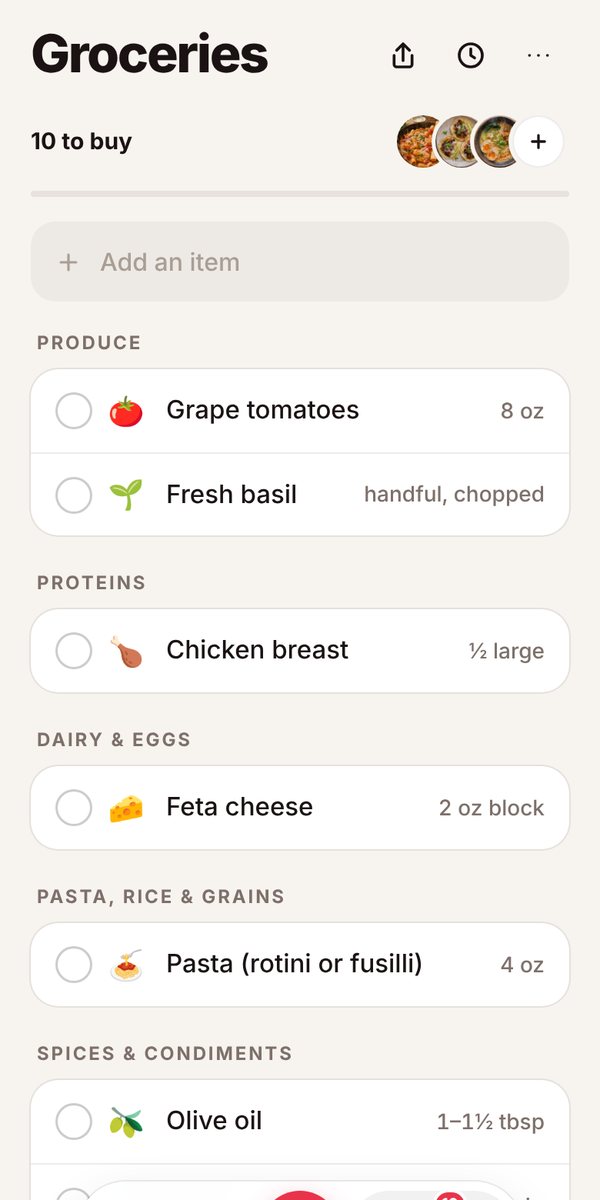 Groceries
10 to buy
Add an item
PRODUCE
Grape tomatoes 8 oz
Fresh basil handful, chopped
PROTEINS
Chicken breast ½ large
DAIRY & EGGS
Feta cheese 2 oz block
PASTA, RICE & GRAINS
Pasta (rotini or fusilli) 4 oz
SPICES & CONDIMENTS
Olive oil 1–1½ tbsp